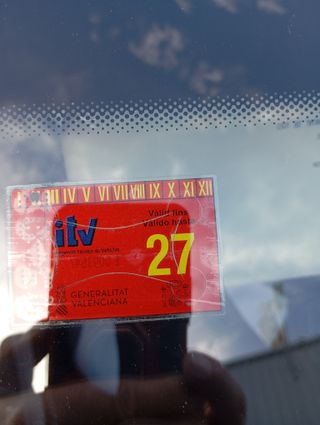 III IV V VI VII VIII IX X XI XII
itv
Vàlid fins
Válido hasta
27
GENERALITAT
VALENCIANA